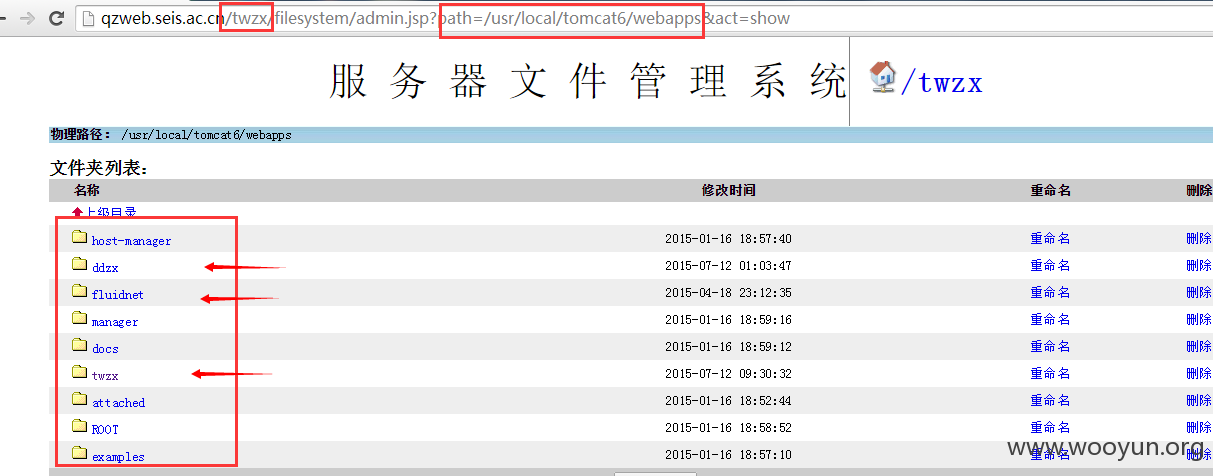 qzweb.seis.ac.cn/twzx/filesystem/admin.jsp?path=/usr/local/tomcat6/webapps&act=show
服务器文件管理系统 /twzx
物理路径: /usr/local/tomcat6/webapps
文件夹列表:
名称 修改时间 重命名 删除
上级目录
host-manager 2015-01-16 18:57:40 重命名 删除
ddzx 2015-07-12 01:03:47 重命名 删除
fluidnet 2015-04-18 23:12:35 重命名 删除
manager 2015-01-16 18:59:16 重命名 删除
docs 2015-01-16 18:59:12 重命名 删除
twzx 2015-07-12 09:30:32 重命名 删除
attached 2015-01-16 18:52:44 重命名 删除
ROOT 2015-01-16 18:58:52 重命名 删除
examples 2015-01-16 18:57:10 重命名 删除
www.wooyun.org